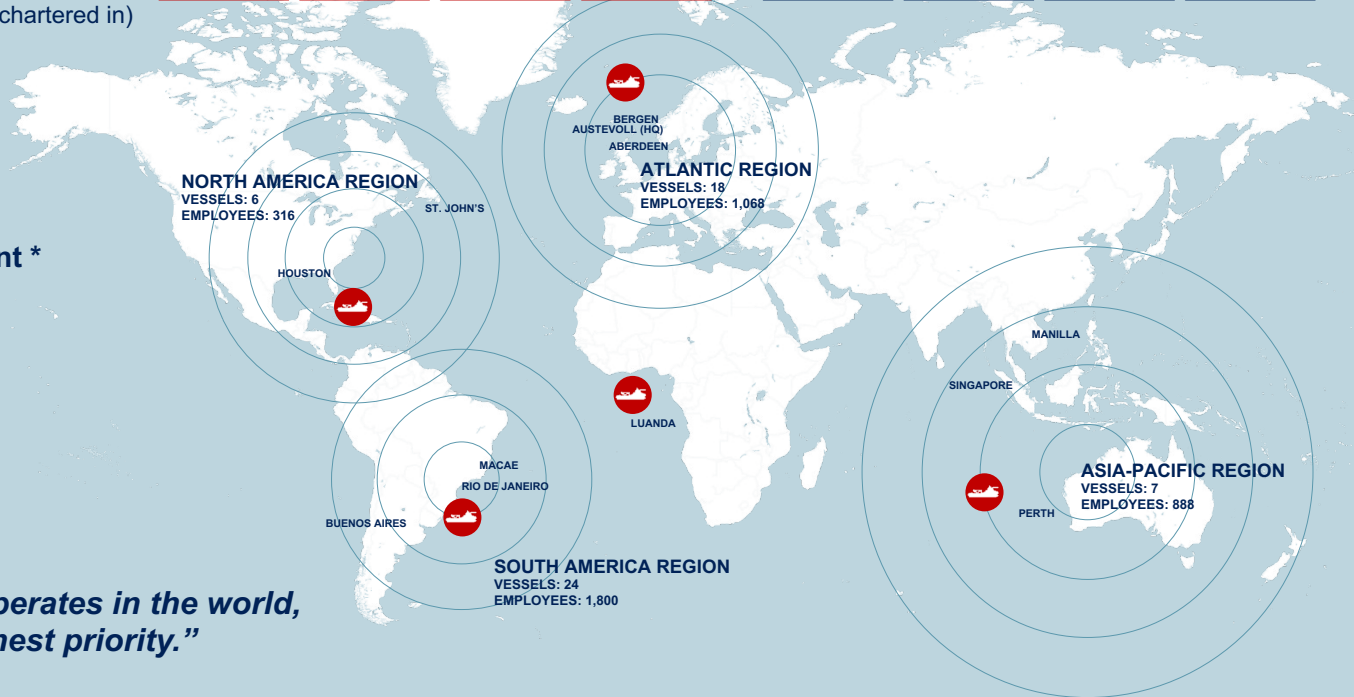 chartered in)
BERGEN
AUSTEVOLL (HQ)
ABERDEEN
ATLANTIC REGION
VESSELS: 18
EMPLOYEES: 1,068
NORTH AMERICA REGION
VESSELS: 6
EMPLOYEES: 316
ST. JOHN'S
nt *
HOUSTON
MANILLA
SINGAPORE
LUANDA
MACAE
RIO DE JANEIRO
BUENOS AIRES
ASIA-PACIFIC REGION
VESSELS: 7
EMPLOYEES: 888
PERTH
SOUTH AMERICA REGION
VESSELS: 24
EMPLOYEES: 1,800
perates in the world,
nest priority.”